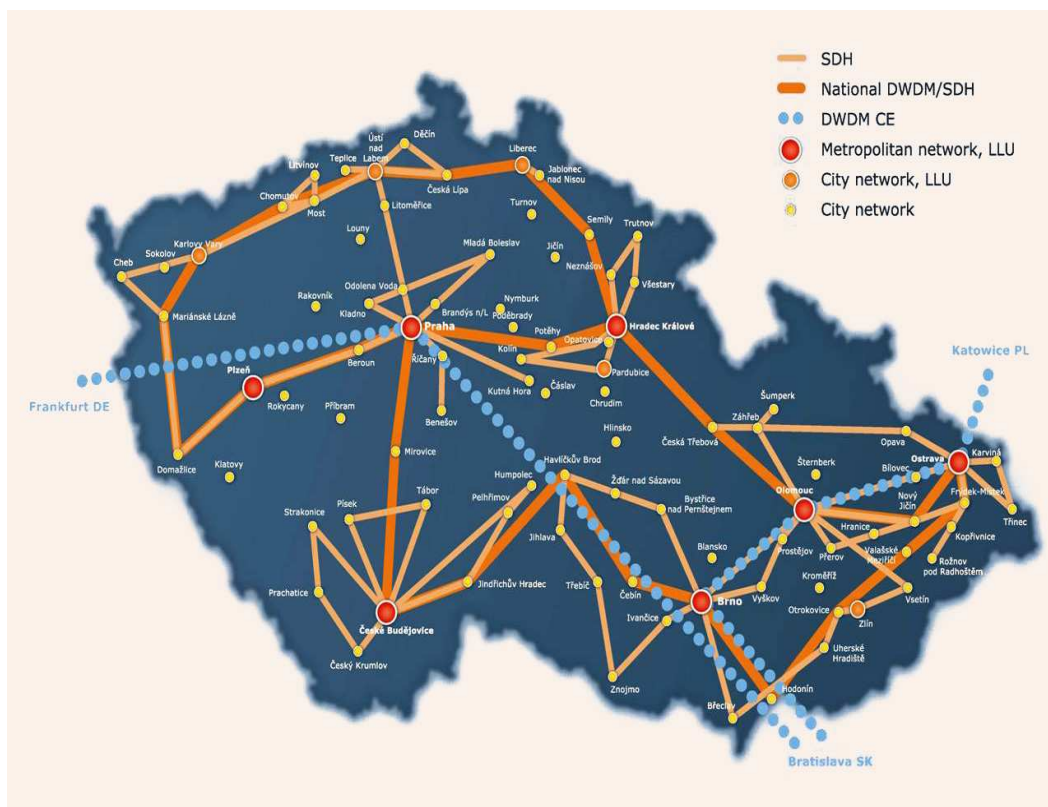 SDH
National DWDM/SDH
DWDM CE
Metropolitan network, LLU
City network, LLU
City network
Děčín
Ústí
nad
Labem
Teplice
Litvínov
Liberec
Jablonec
nad Nisou
Česká Lípa
Chomutov
Most
Litoměřice
Turnov
Semily
Trutnov
Louny
Mladá Boleslav
Jičín
Karlovy Vary
Sokolov
Cheb
Neznášov
Všestary
Odolena Voda
Rakovník
Kladno
Brandýs n/L
Nymburk
Poděbrady
Mariánské Lázně
Praha
Hradec Králové
Potěhy
Opatovice
Katowice PL
Beroun
Říčany
Kolín
Plzeň
Pardubice
Frankfurt DE
Rokycany
Kutná Hora
Čáslav
Chrudim
Příbram
Benešov
Šumperk
Záhřeb
Hlinsko
Česká Třebová
Opava
Mirovice
Domažlice
Klatovy
Havlíčkův Brod
Humpolec
Ostrava
Karviná
Šternberk
Bílovec
Žďár nad Sázavou
Pelhřimov
Tábor
Písek
Strakonice
Bystřice
nad Pernštejnem
Olomouc
Nový
Jičín
Frýdek-Místek
Třinec
Hranice
Kopřivnice
Jihlava
Prostějov
Přerov
Valašské
Meziříčí
Rožnov
pod Radhoštěm
Blansko
Jindřichův Hradec
Třebíč
Čebín
Kroměříž
Vyškov
Vsetín
Prachatice
Brno
Otrokovice
Zlín
Ivančice
České Budějovice
Uherské
Hradiště
Český Krumlov
Znojmo
Hodonín
Břeclav
Bratislava SK